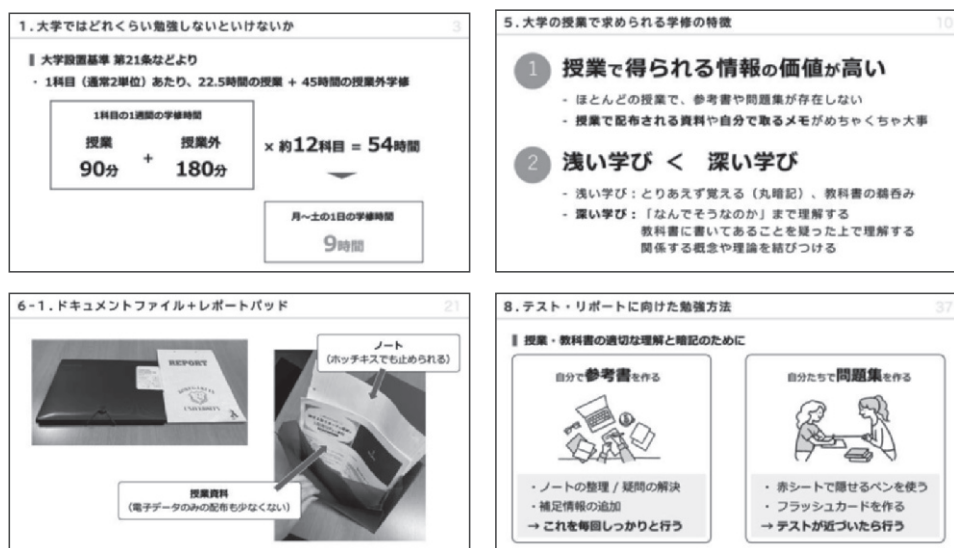 1.大学ではどれくらい勉強しないといけないか
3
大学設置基準 第21条などより
・ 1科目（通常2単位）あたり、22.5時間の授業 + 45時間の授業外学修
1科目の1週間の学修時間
授業
90分
+
授業外
180分
× 約12科目 = 54時間
月〜土の1日の学修時間
9時間
5.大学の授業で求められる学修の特徴
10
1 授業で得られる情報の価値が高い
- ほとんどの授業で、参考書や問題集が存在しない
- 授業で配布される資料や自分で取るメモがめちゃくちゃ大事
2 浅い学び ＜ 深い学び
- 浅い学び：とりあえず覚える（丸暗記）、教科書の鵜呑み
- 深い学び：「なんでそうなのか」まで理解する
教科書に書いてあることを疑った上で理解する
関係する概念や理論を結びつける
6-1.ドキュメントファイル+レポートパッド
21
REPORT
UNIVERSITY
ノート
（ホッチキスでも止められる）
授業資料
（電子データのみの配布も少なくない）
8.テスト・リポートに向けた勉強方法
37
授業・教科書の適切な理解と暗記のために
自分で参考書を作る
・ノートの整理 / 疑問の解決
・補足情報の追加
→ これを毎回しっかりと行う
自分たちで問題集を作る
・ 赤シートで隠せるペンを使う
・ フラッシュカードを作る
→ テストが近づいたら行う